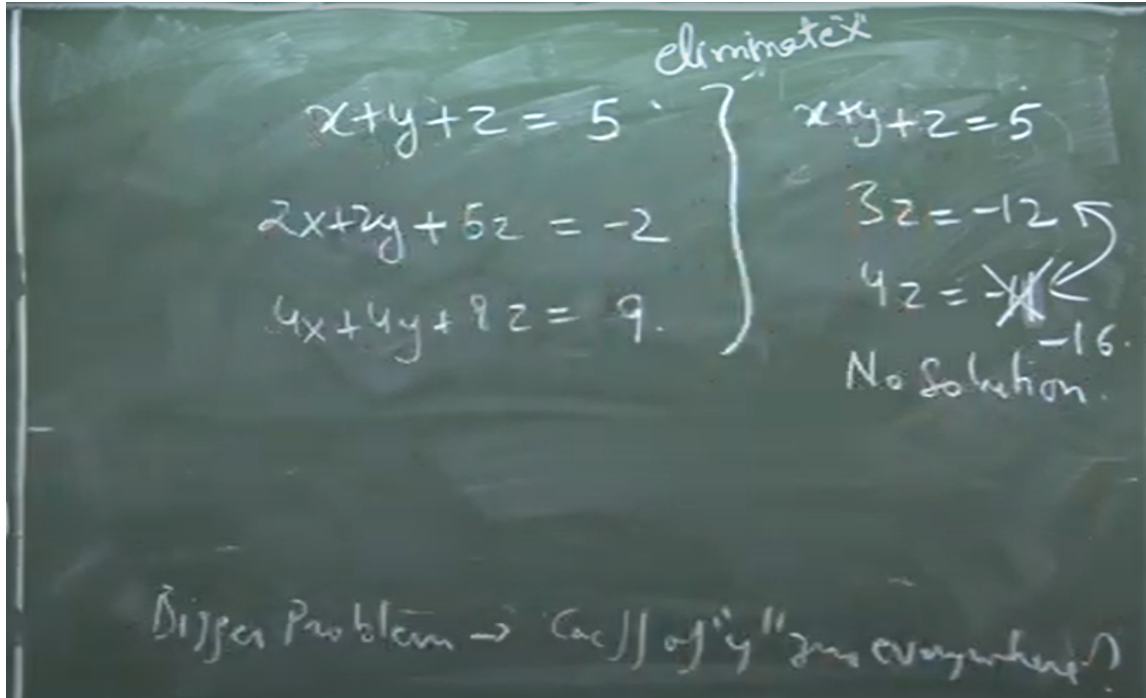 eliminate x
x+y+z = 5
2x+2y+5z = -2
4x+4y+8z = 9.
x+y+z=5
3z=-12
4z=
-16.
No Solution.
Bigger Problem → Coeff of "y" zero everywhere?